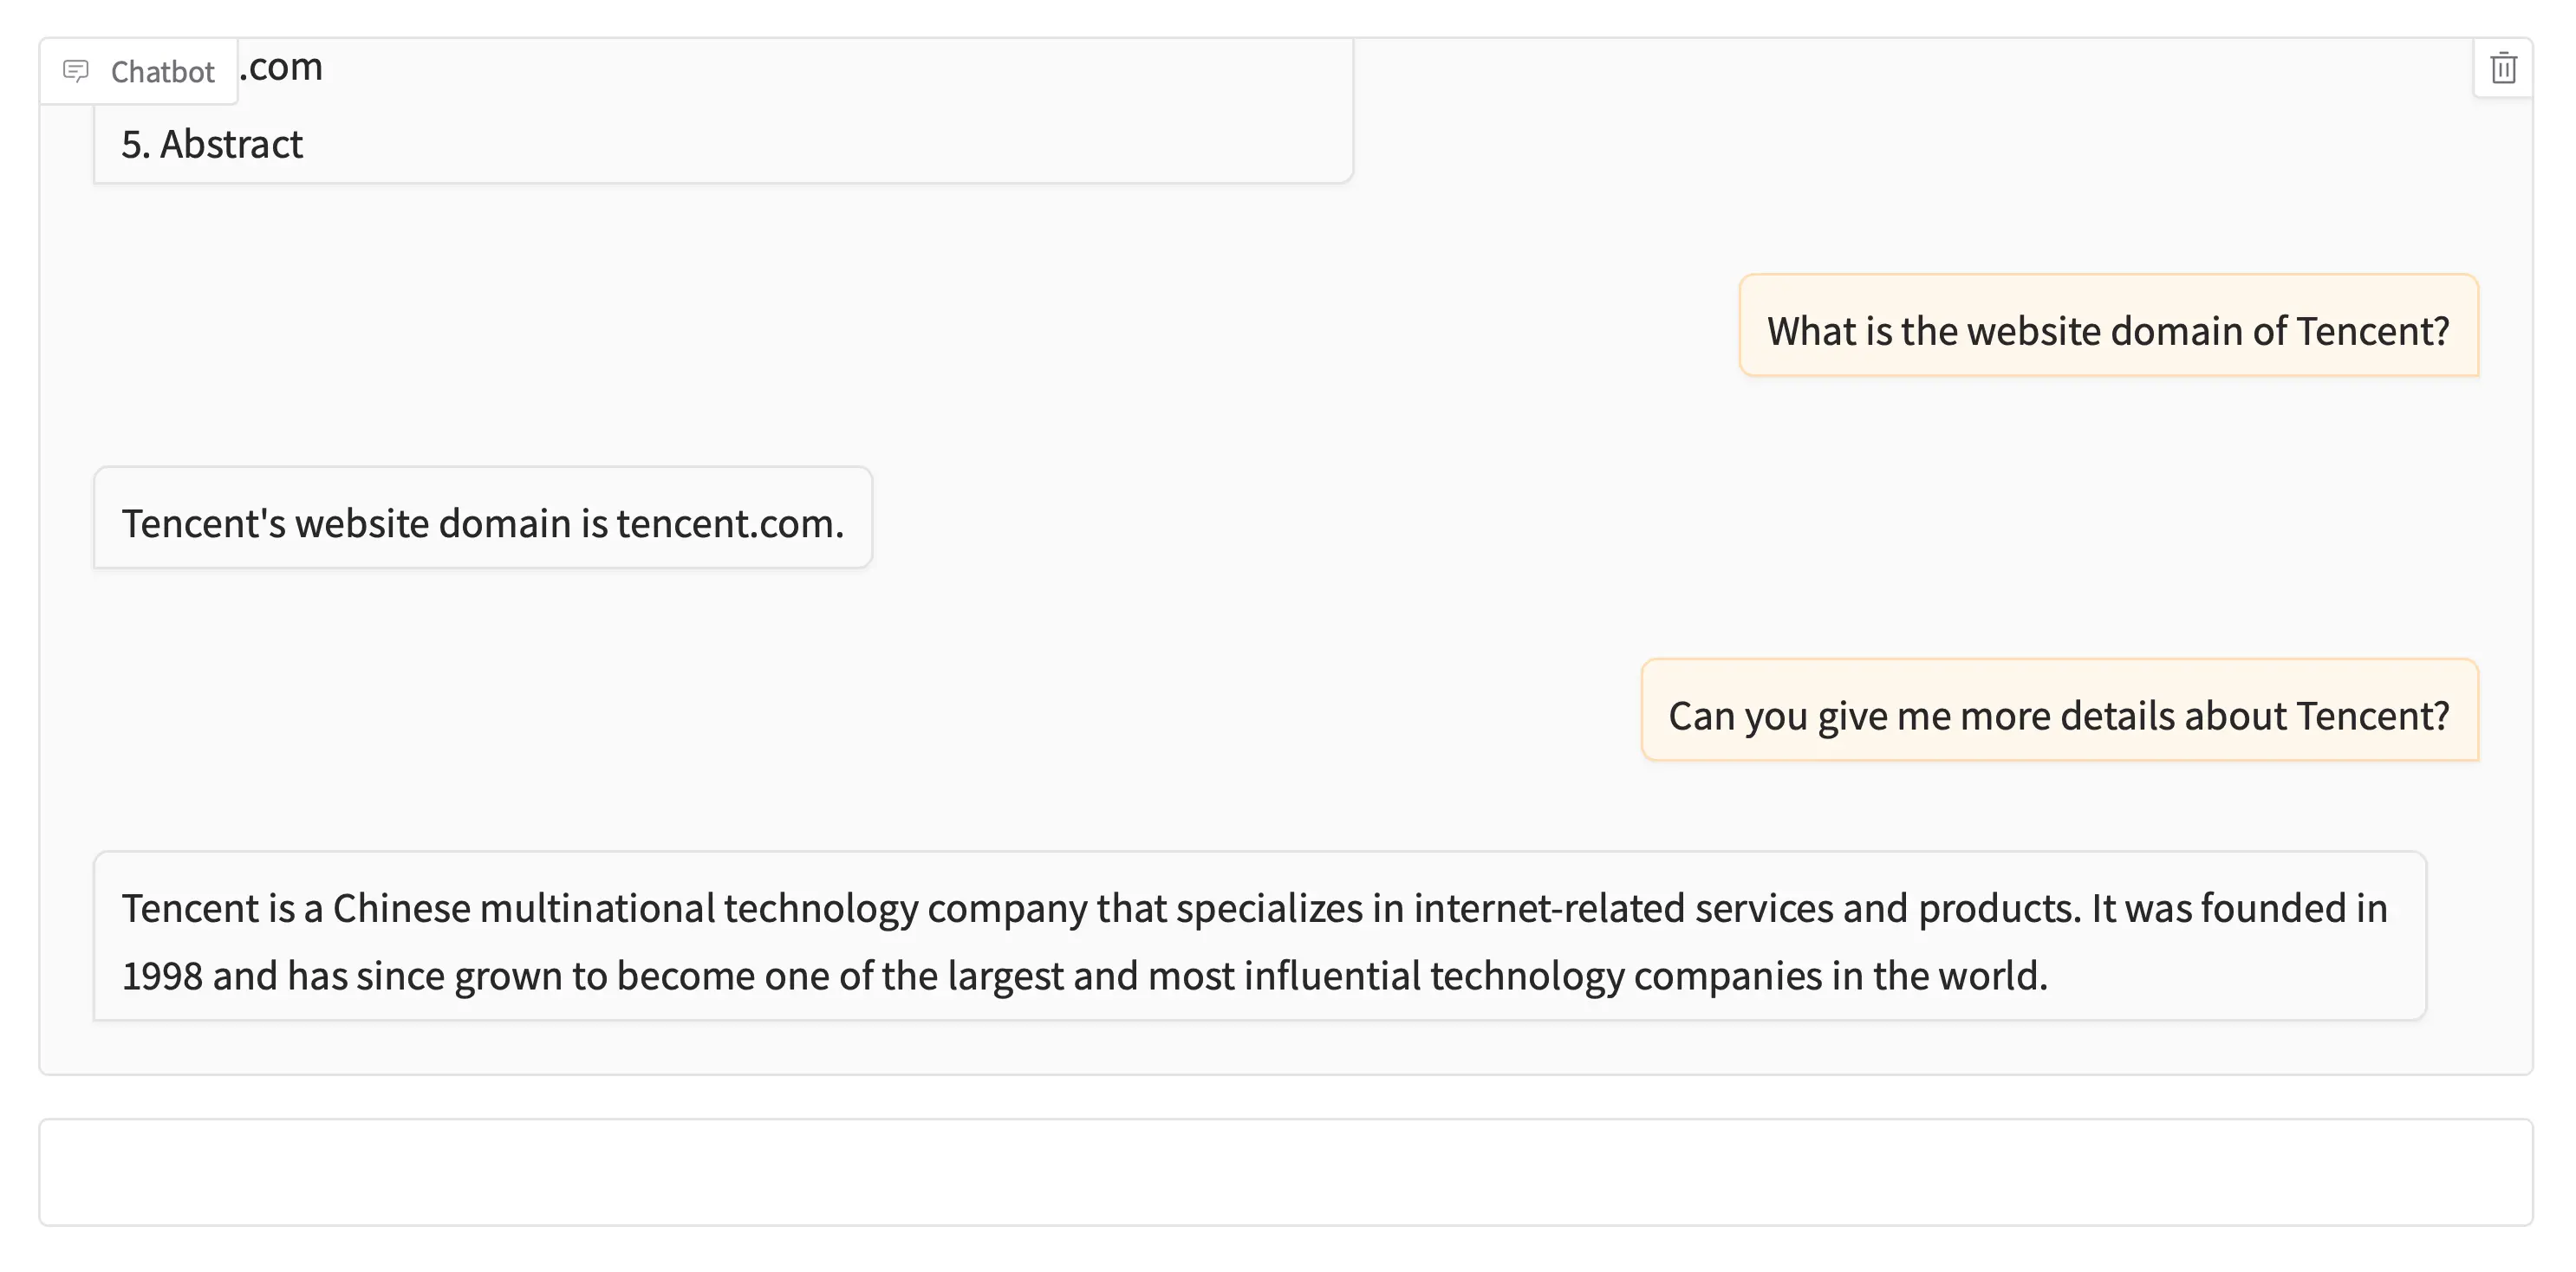 Chatbot
.com
5. Abstract
What is the website domain of Tencent?
Tencent's website domain is tencent.com.
Can you give me more details about Tencent?
Tencent is a Chinese multinational technology company that specializes in internet-related services and products. It was founded in
1998 and has since grown to become one of the largest and most influential technology companies in the world.